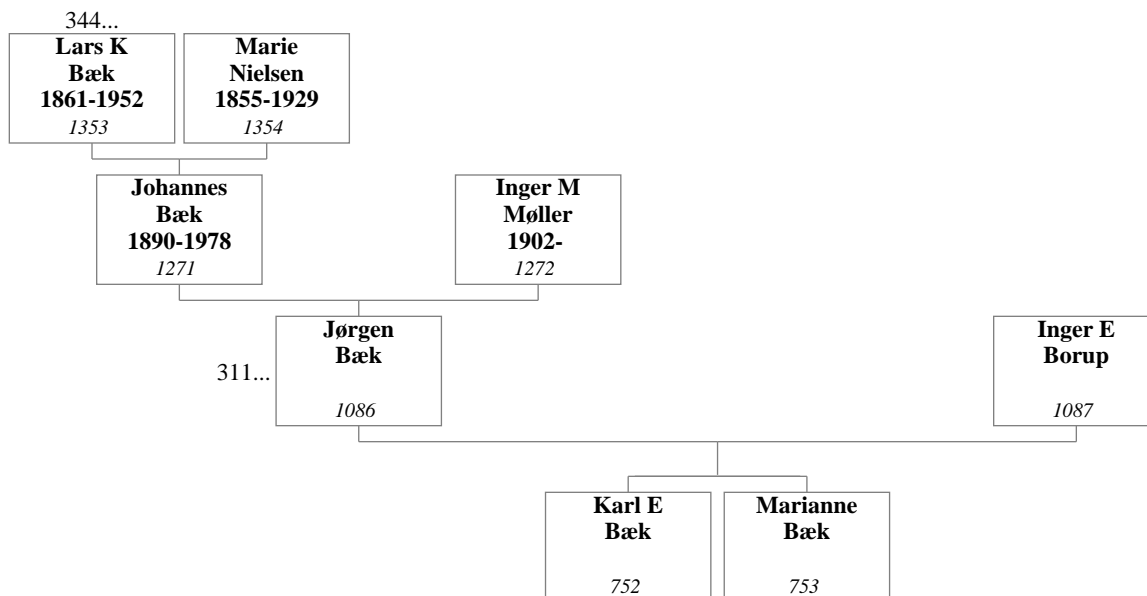 344...
Lars K
Bæk
1861-1952
1353
Marie
Nielsen
1855-1929
1354
Johannes
Bæk
1890-1978
1271
Inger M
Møller
1902-
1272
311...
Jørgen
Bæk
1086
Inger E
Borup
1087
Karl E
Bæk
752
Marianne
Bæk
753